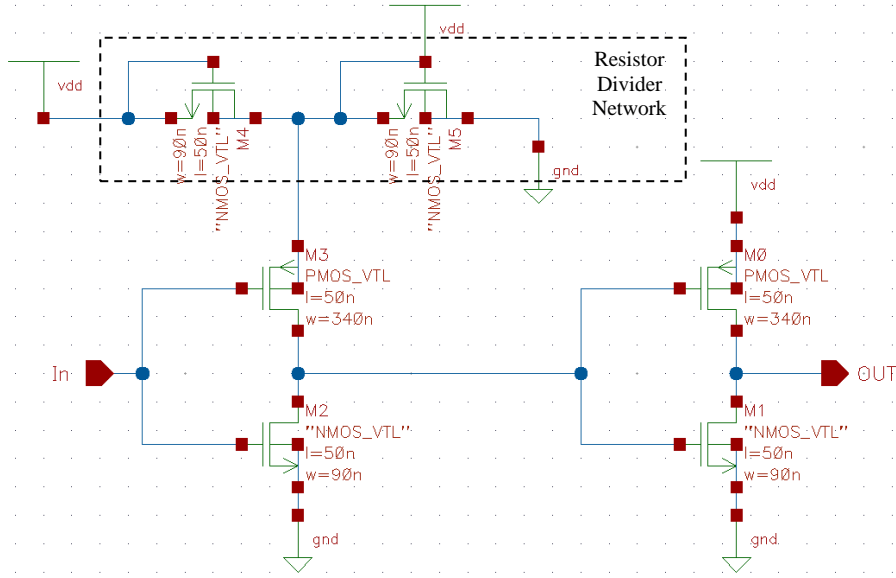 Resistor
Divider
Network
vdd
vdd
M4
"NMOS_VTL"
l=50n
w=90n
M5
"NMOS_VTL"
l=50n
w=90n
gnd
vdd
M3
PMOS_VTL
l=50n
w=340n
M0
PMOS_VTL
l=50n
w=340n
In
OUT
M2
"NMOS_VTL"
l=50n
w=90n
M1
"NMOS_VTL"
l=50n
w=90n
gnd
gnd